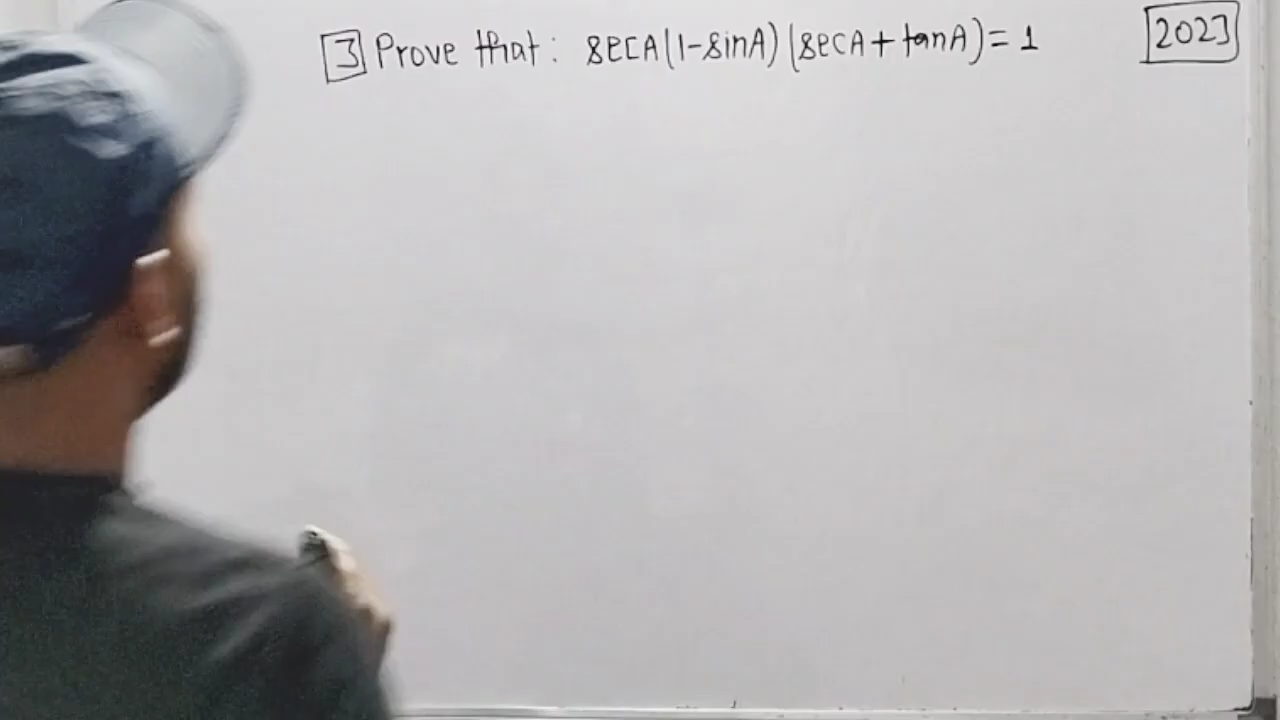 3 Prove that : secA(1-sinA) (secA+tanA)= 1
2023